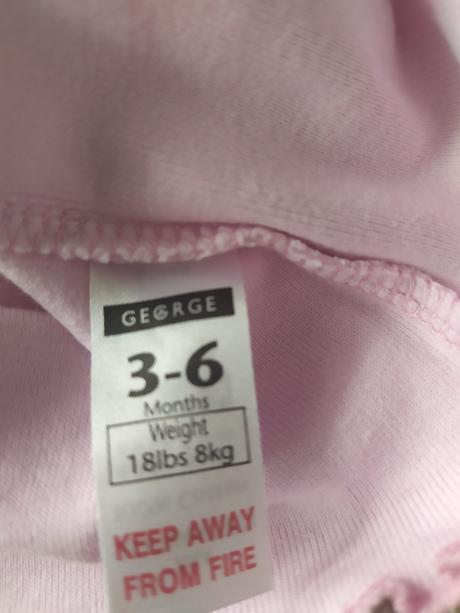 GEORGE
3-6
Months
Weight
18lbs 8kg
KEEP AWAY
FROM FIRE